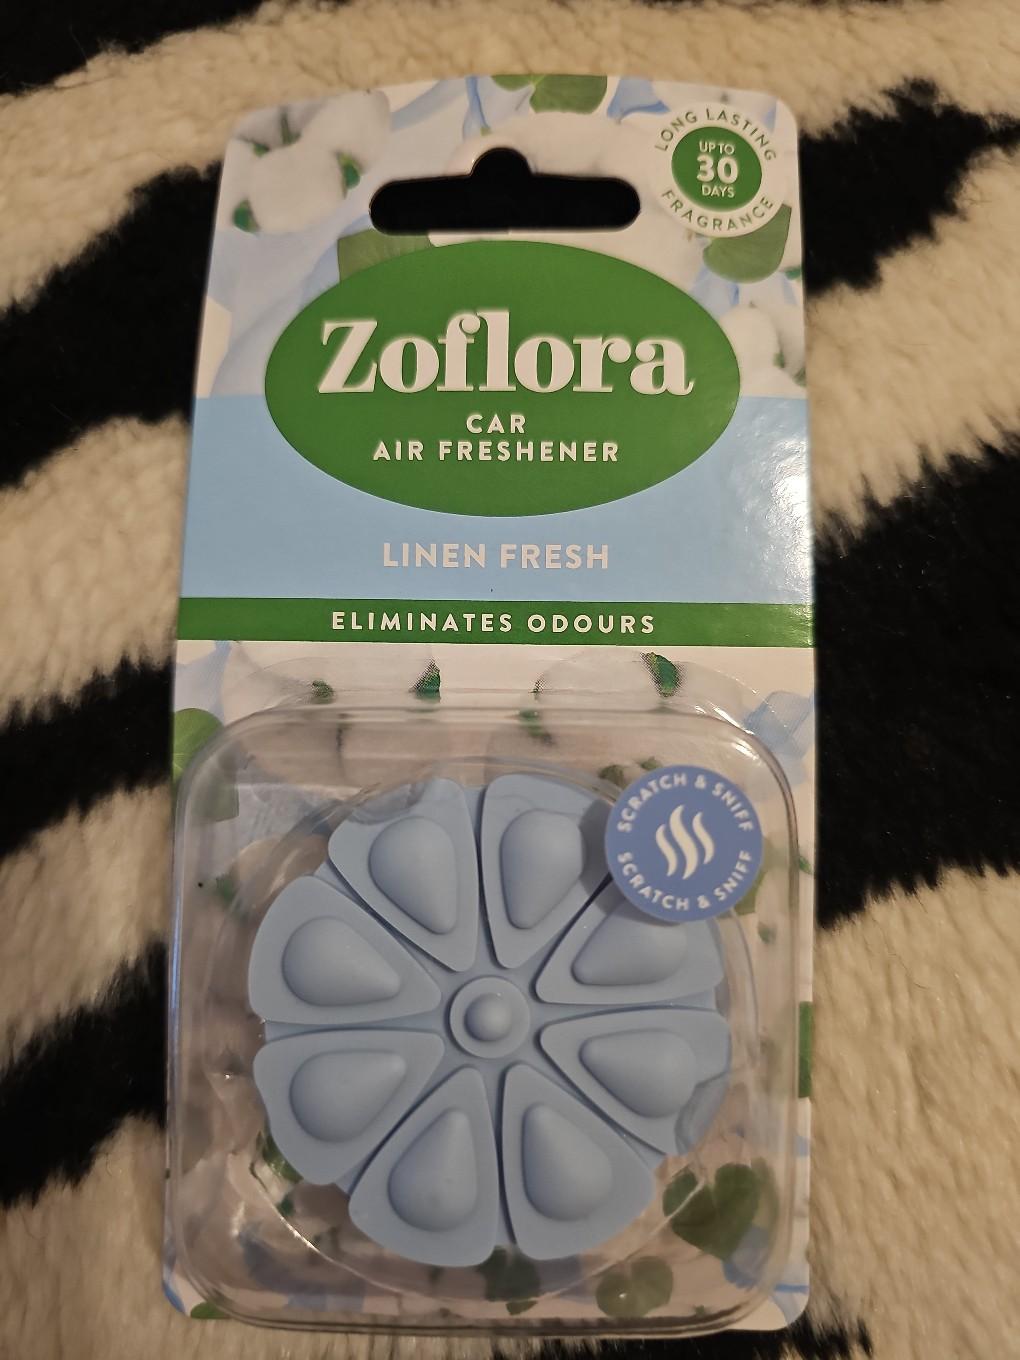 LONG LASTING
UP TO
30
DAYS
FRAGRANCE
Zoflora
CAR
AIR FRESHENER
LINEN FRESH
ELIMINATES ODOURS
SCRATCH & SNIFF
SCRATCH & SNIFF